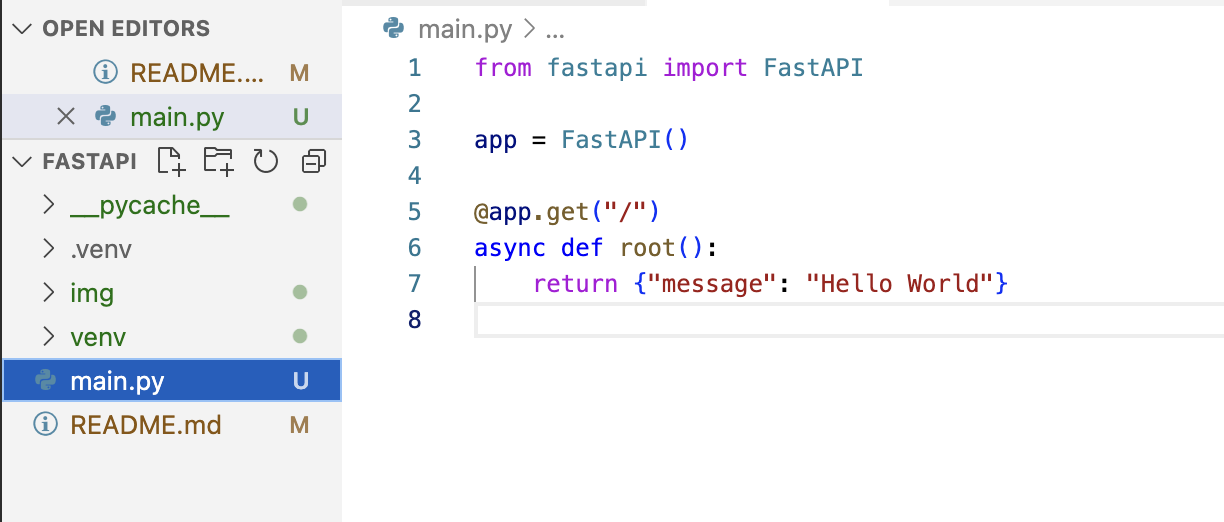 OPEN EDITORS
README.... M
main.py U
FASTAPI
__pycache__
.venv
img
venv
main.py U
README.md M
main.py > ...
1 from fastapi import FastAPI
2
3 app = FastAPI()
4
5 @app.get("/")
6 async def root():
7     return {"message": "Hello World"}
8